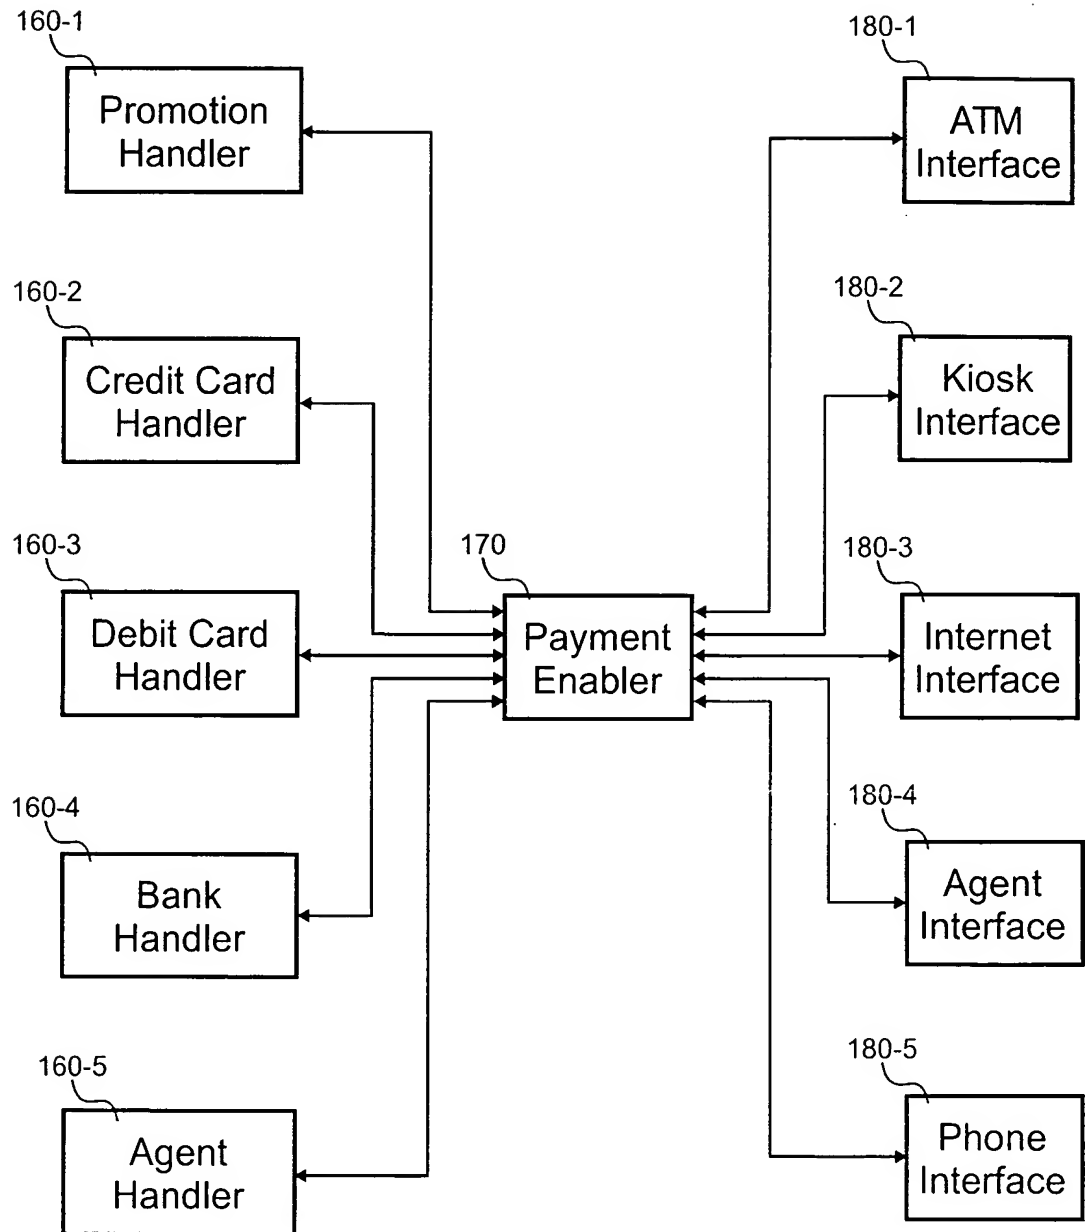 160-1
Promotion
Handler
160-2
Credit Card
Handler
160-3
Debit Card
Handler
160-4
Bank
Handler
160-5
Agent
Handler
170
Payment
Enabler
180-1
ATM
Interface
180-2
Kiosk
Interface
180-3
Internet
Interface
180-4
Agent
Interface
180-5
Phone
Interface